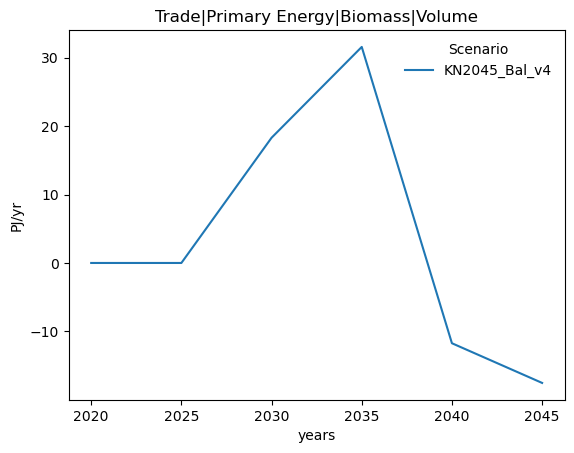 Trade|Primary Energy|Biomass|Volume
Scenario
KN2045_Bal_v4
PJ/yr
30
20
10
0
−10
2020 2025 2030 2035 2040 2045
years